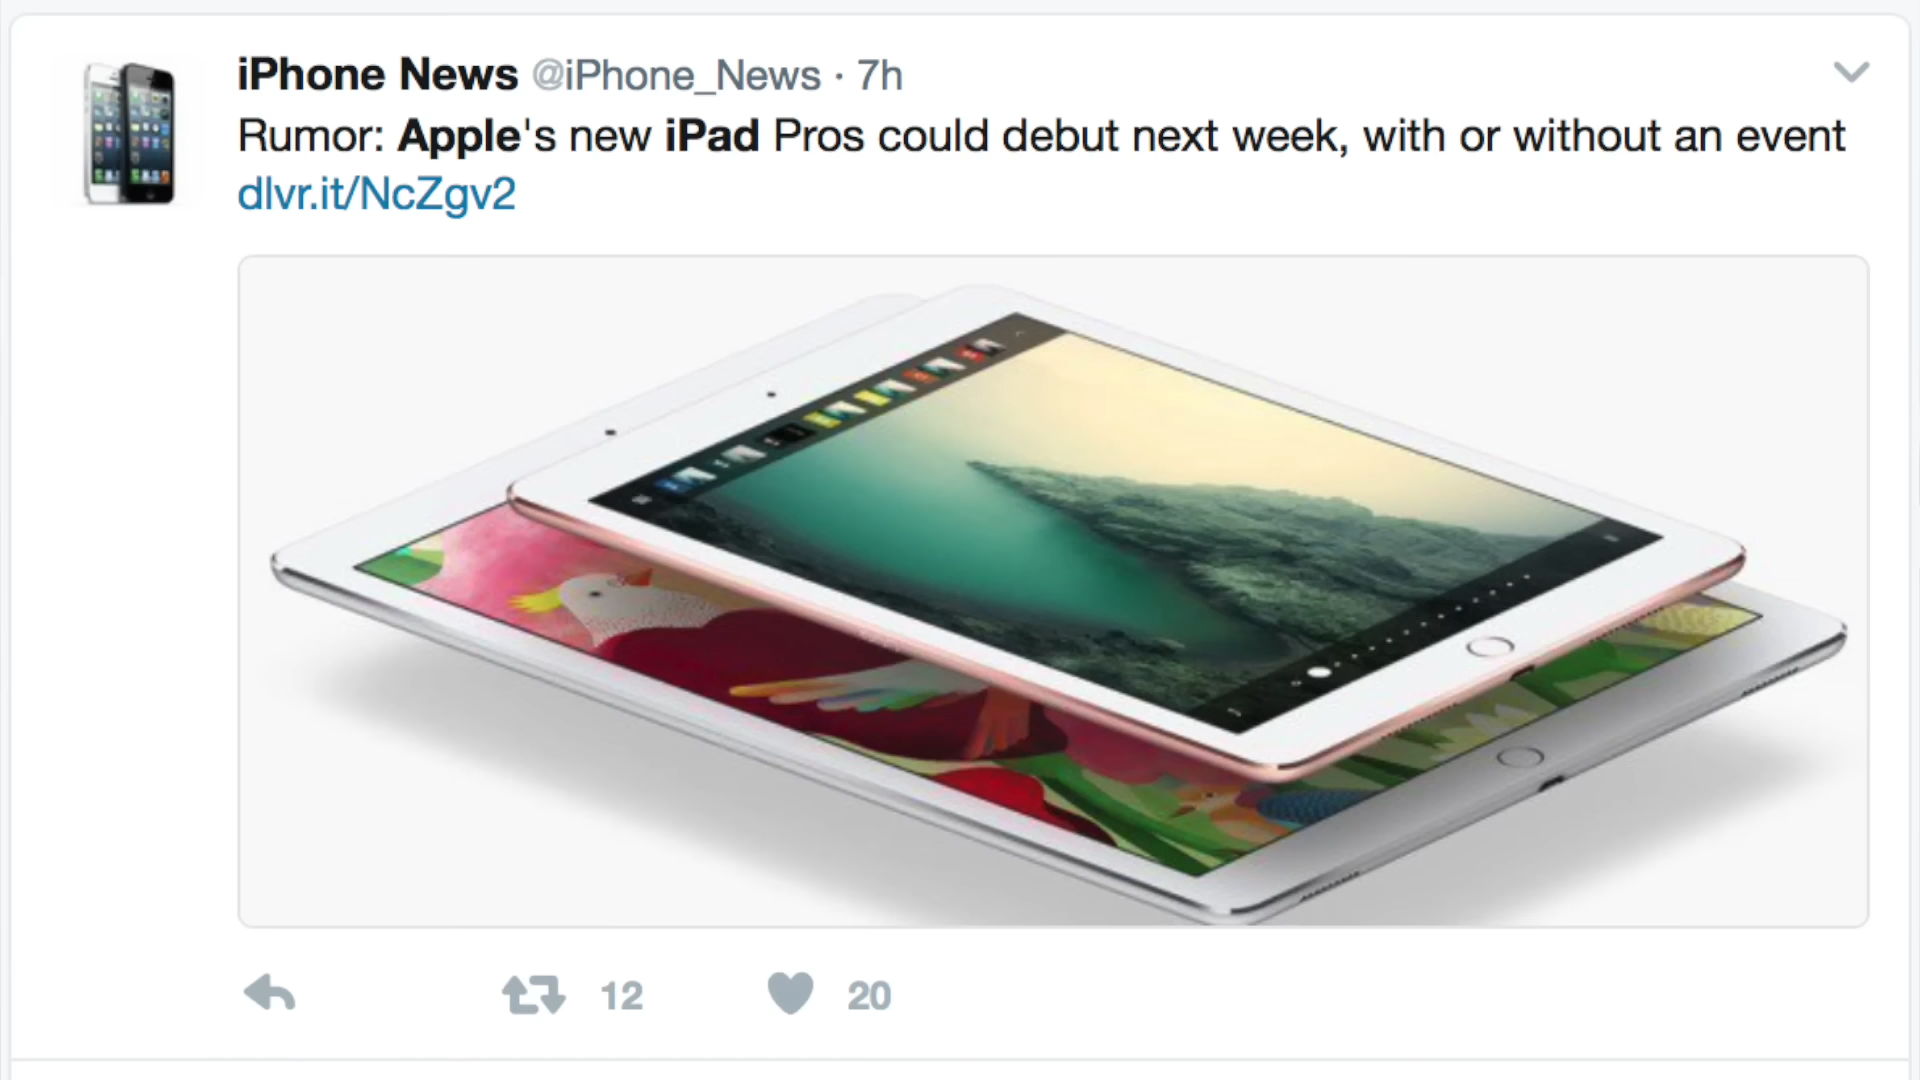 iPhone News @iPhone_News · 7h
Rumor: Apple's new iPad Pros could debut next week, with or without an event
dlvr.it/NcZgv2
12 20